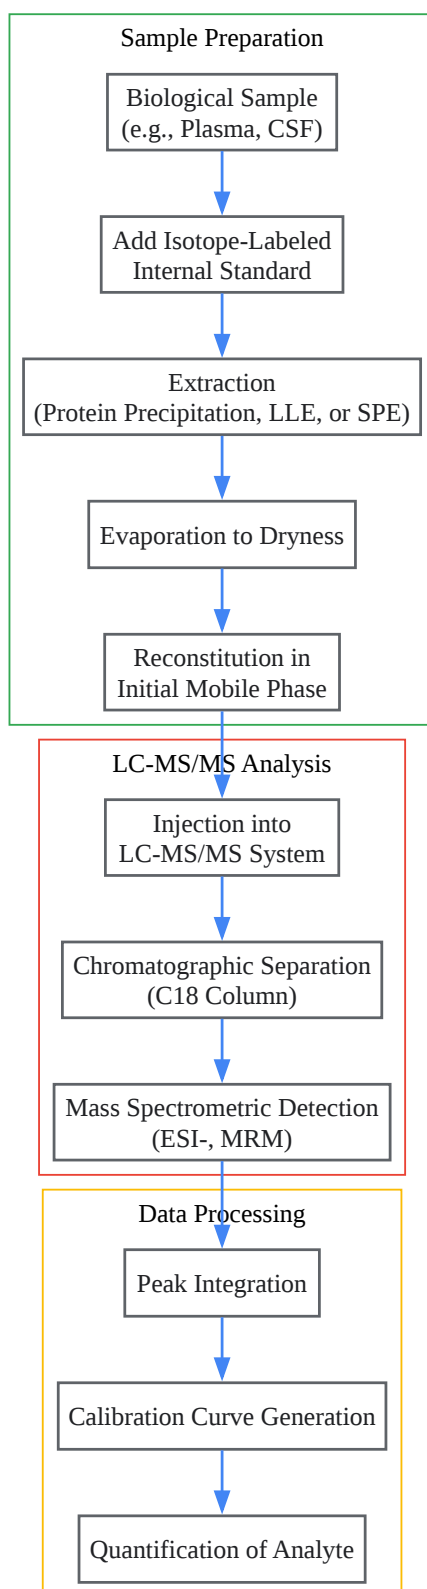 Sample Preparation
Biological Sample
(e.g., Plasma, CSF)
Add Isotope-Labeled
Internal Standard
Extraction
(Protein Precipitation, LLE, or SPE)
Evaporation to Dryness
Reconstitution in
Initial Mobile Phase
LC-MS/MS Analysis
Injection into
LC-MS/MS System
Chromatographic Separation
(C18 Column)
Mass Spectrometric Detection
(ESI-, MRM)
Data Processing
Peak Integration
Calibration Curve Generation
Quantification of Analyte